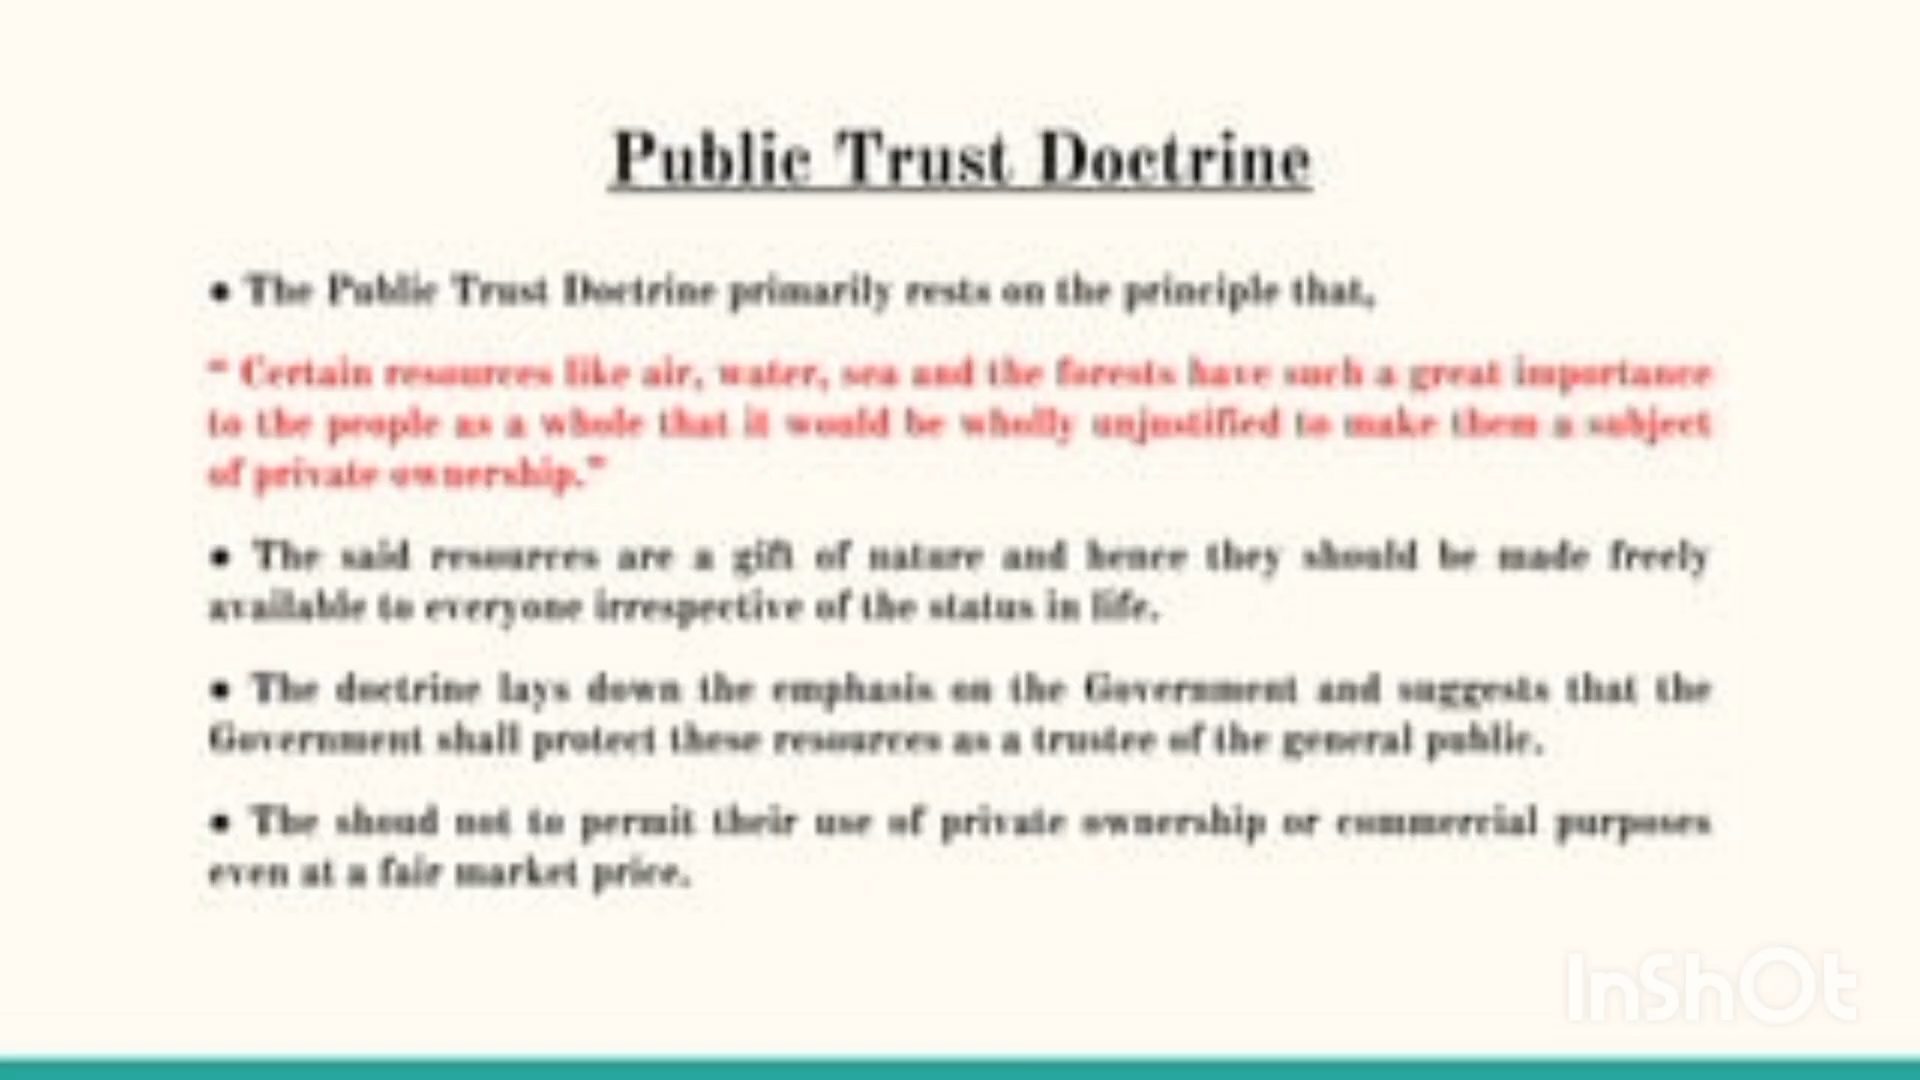 Public Trust Doctrine
● The Public Trust Doctrine primarily rests on the principle that,
" Certain resources like air, water, sea and the forests have such a great importance
to the people as a whole that it would be wholly unjustified to make them a subject
of private ownership."
● The said resources are a gift of nature and hence they should be made freely
available to everyone irrespective of the status in life.
● The doctrine lays down the emphasis on the Government and suggests that the
Government shall protect these resources as a trustee of the general public.
● The shoud not to permit their use of private ownership or commercial purposes
even at a fair market price.
InShOt